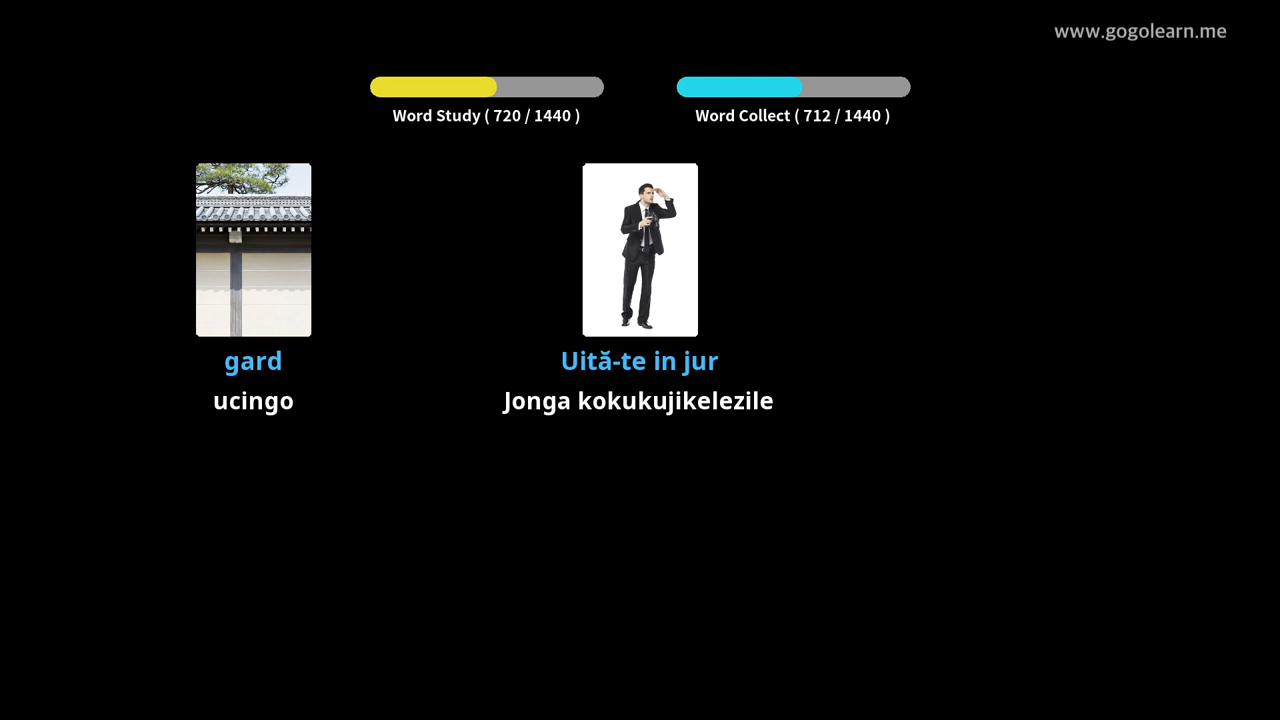 www.gogolearn.me
Word Study ( 720 / 1440 )
Word Collect ( 712 / 1440 )
gard
Uită-te in jur
ucingo
Jonga kokukujikelezile